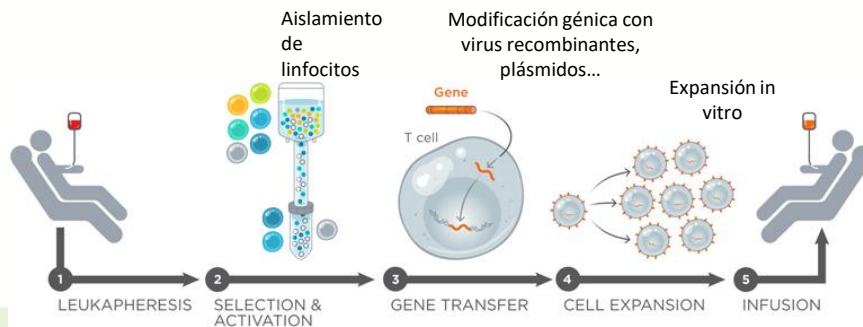 Aislamiento
de
linfocitos
Modificación génica con
virus recombinantes,
plásmidos…
Expansión in
vitro
Gene
T cell
1
LEUKAPHERESIS
2
SELECTION &
ACTIVATION
3
GENE TRANSFER
4
CELL EXPANSION
5
INFUSION